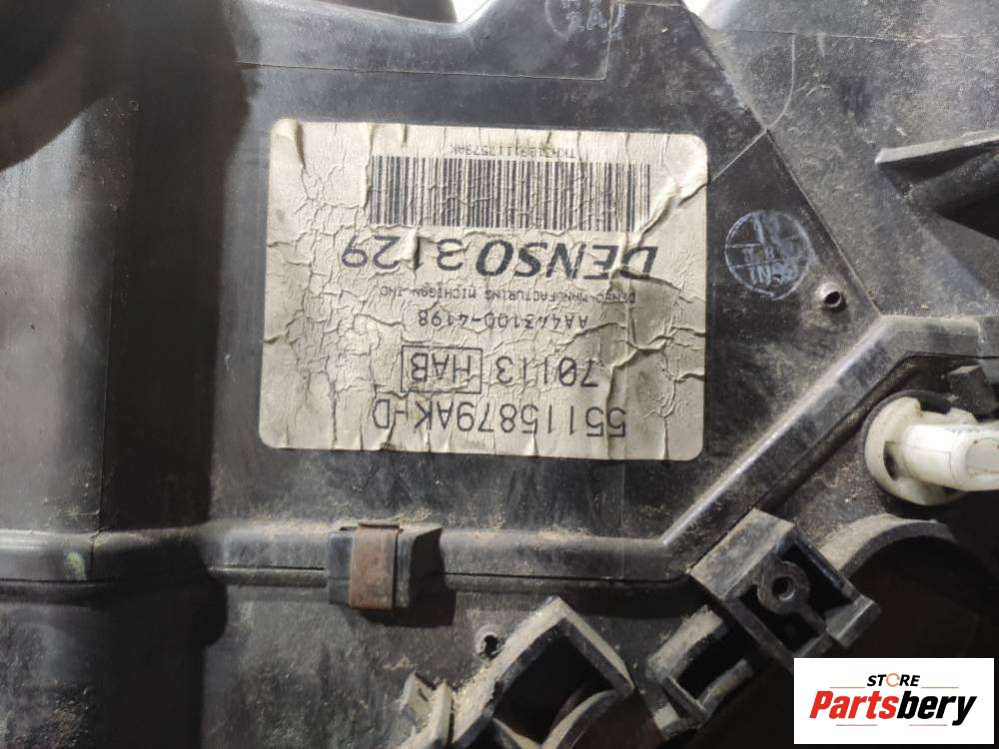 55115879AK-D
70113 HAB
AA443100-4198
DENSO MANUFACTURING MICHIGAN INC
DENSO 3129
STORE
Partsbery